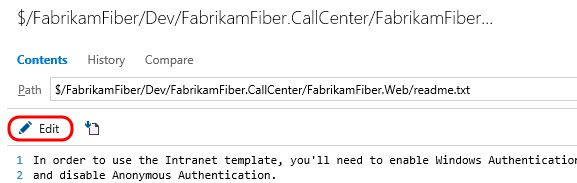 $/FabrikamFiber/Dev/FabrikamFiber.CallCenter/FabrikamFiber...
Contents History Compare
Path $/FabrikamFiber/Dev/FabrikamFiber.CallCenter/FabrikamFiber.Web/readme.txt
Edit
1 In order to use the Intranet template, you'll need to enable Windows Authentication
2 and disable Anonymous Authentication.